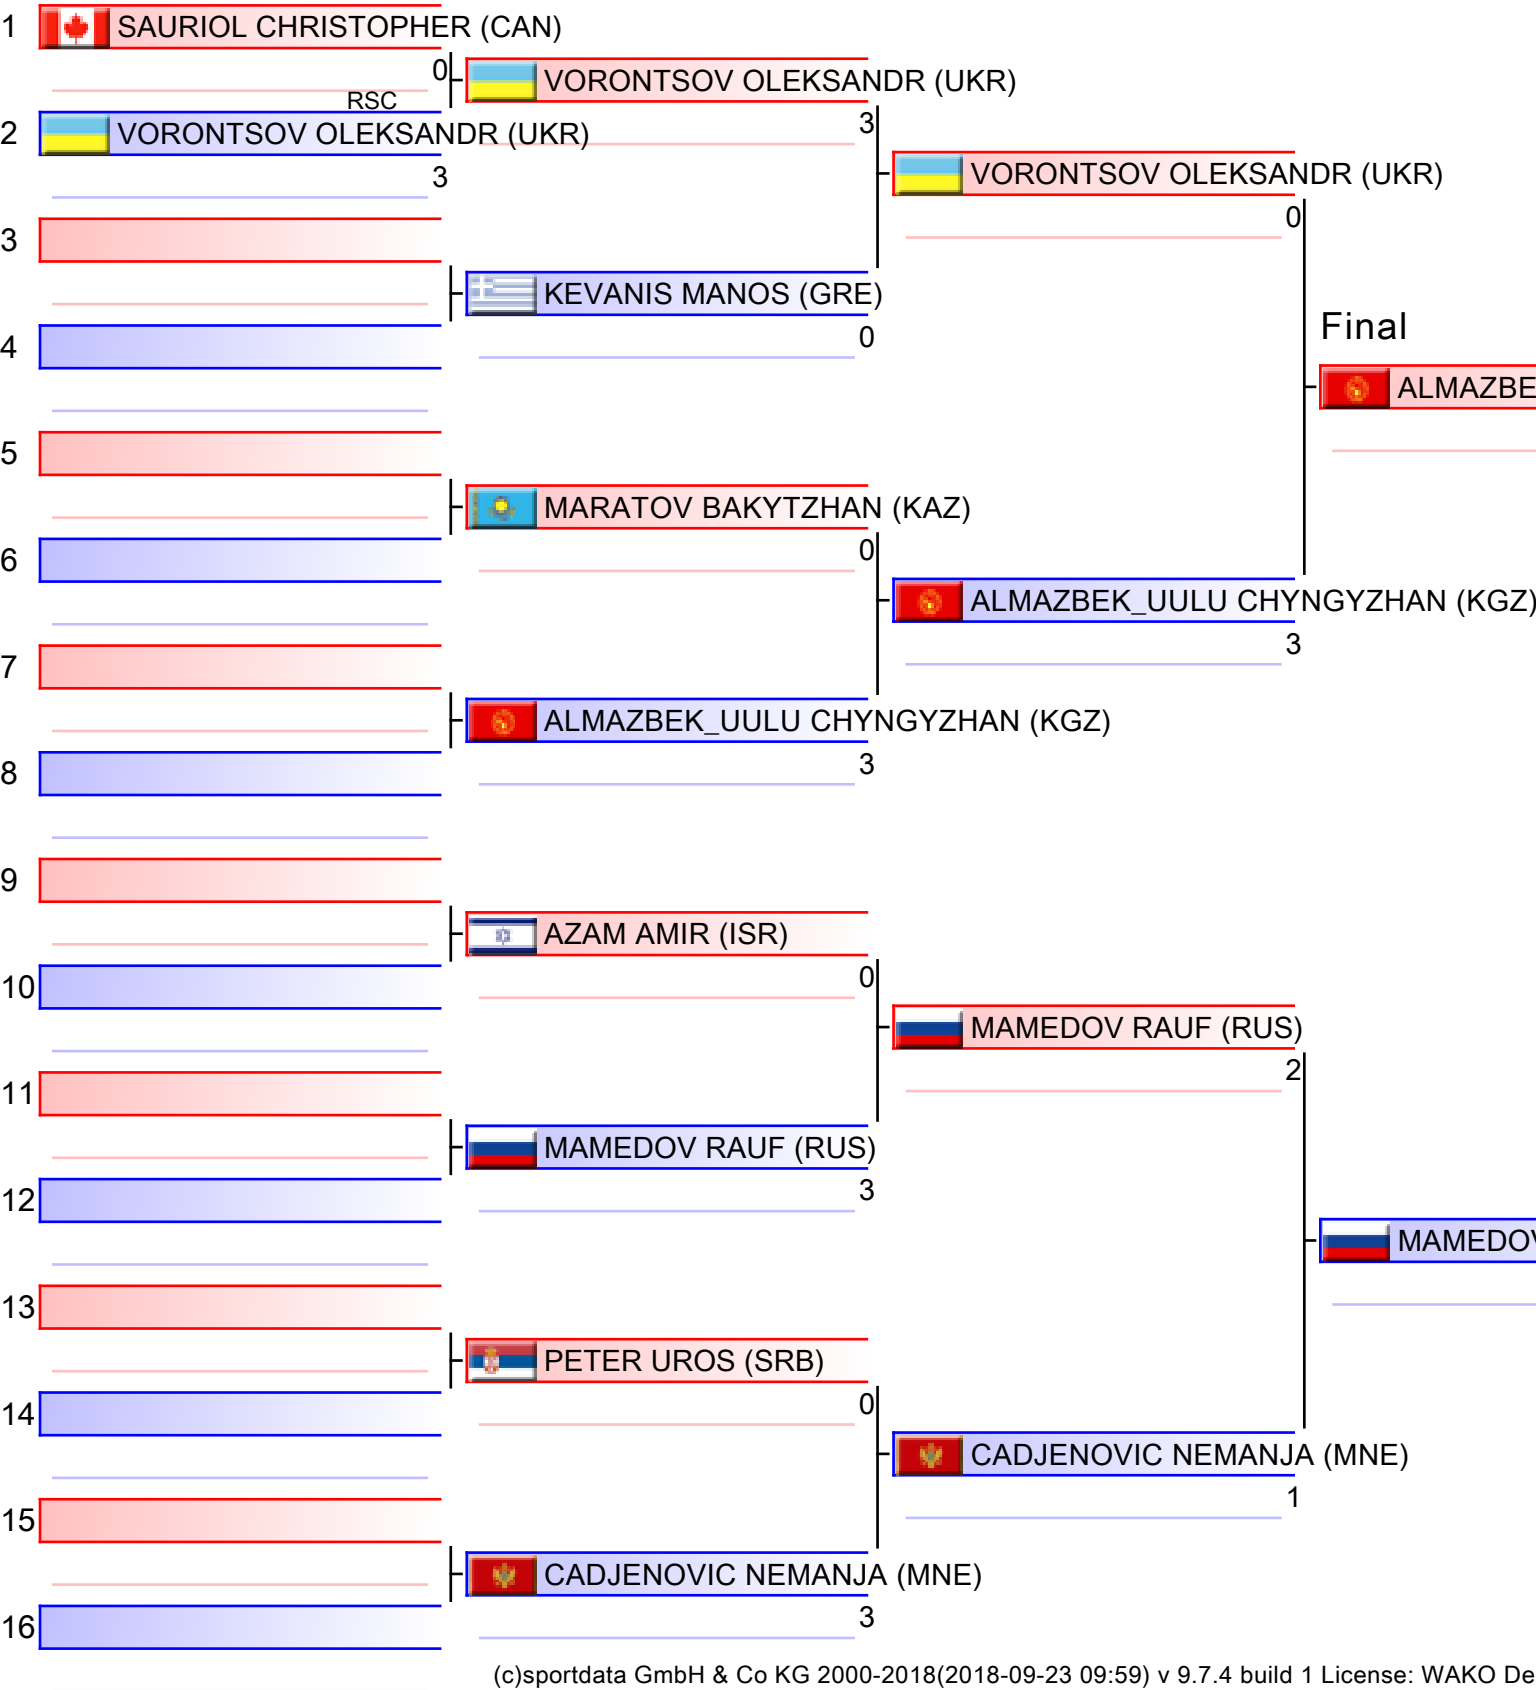 1 SAURIOL CHRISTOPHER (CAN)
0
RSC
2 VORONTSOV OLEKSANDR (UKR)
3
3
4
5
6
7
8
9
10
11
12
13
14
15
16
VORONTSOV OLEKSANDR (UKR)
3
KEVANIS MANOS (GRE)
0
MARATOV BAKYTZHAN (KAZ)
0
ALMAZBEK_UULU CHYNGYZHAN (KGZ)
3
AZAM AMIR (ISR)
0
MAMEDOV RAUF (RUS)
3
PETER UROS (SRB)
0
CADJENOVIC NEMANJA (MNE)
3
VORONTSOV OLEKSANDR (UKR)
0
ALMAZBEK_UULU CHYNGYZHAN (KGZ)
3
MAMEDOV RAUF (RUS)
2
CADJENOVIC NEMANJA (MNE)
1
Final
ALMAZBE
MAMEDOV
(c)sportdata GmbH & Co KG 2000-2018(2018-09-23 09:59) v 9.7.4 build 1 License: WAKO De